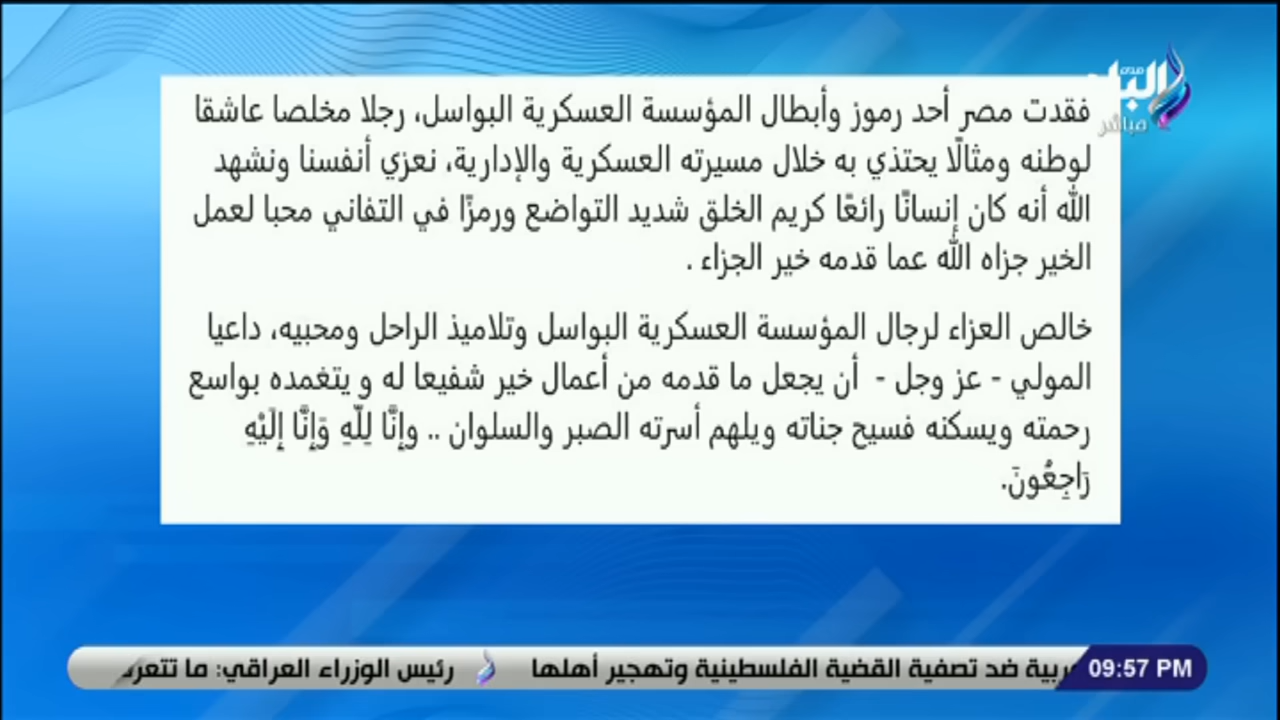 صدى
البلد
مباشر
فقدت مصر أحد رموز وأبطال المؤسسة العسكرية البواسل، رجلا مخلصا عاشقا
لوطنه ومثالًا يحتذي به خلال مسيرته العسكرية والإدارية، نعزي أنفسنا ونشهد
الله أنه كان إنسانًا رائعًا كريم الخلق شديد التواضع ورمزًا في التفاني محبا لعمل
الخير جزاه الله عما قدمه خير الجزاء .
خالص العزاء لرجال المؤسسة العسكرية البواسل وتلاميذ الراحل ومحبيه، داعيا
المولي - عز وجل - أن يجعل ما قدمه من أعمال خير شفيعا له و يتغمده بواسع
رحمته ويسكنه فسيح جناته ويلهم أسرته الصبر والسلوان .. وإنَّا لِلَّهِ وَإِنَّا إِلَيْهِ
رَاجِعُونَ.
09:57 PM ربية ضد تصفية القضية الفلسطينية وتهجير أهلها رئيس الوزراء العراقي: ما تتعرض